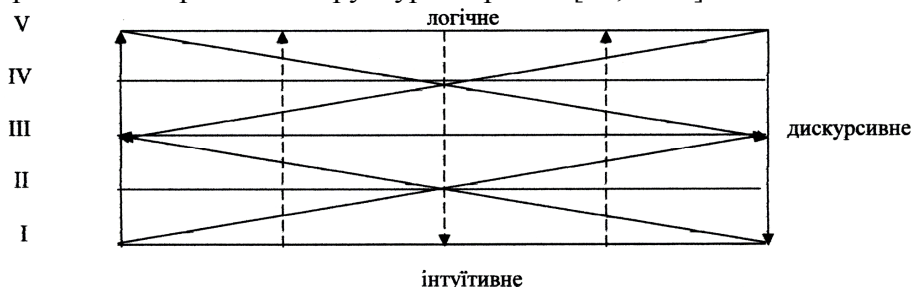 V
логічне
IV
III
дискурсивне
II
I
інтуїтивне